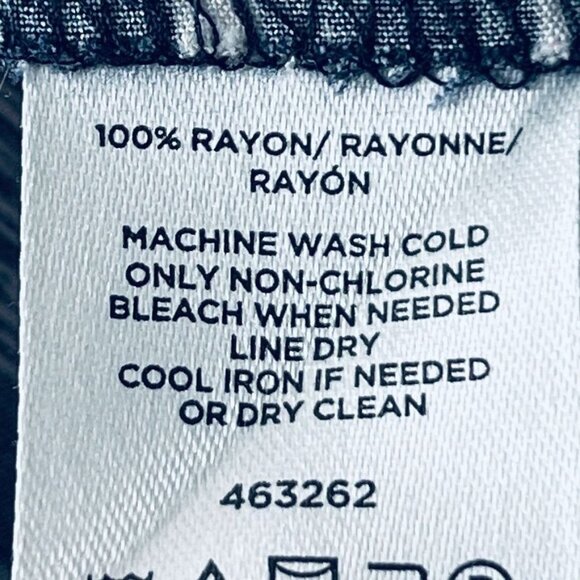 100% RAYON/ RAYONNE/
RAYÓN
MACHINE WASH COLD
ONLY NON-CHLORINE
BLEACH WHEN NEEDED
LINE DRY
COOL IRON IF NEEDED
OR DRY CLEAN
463262